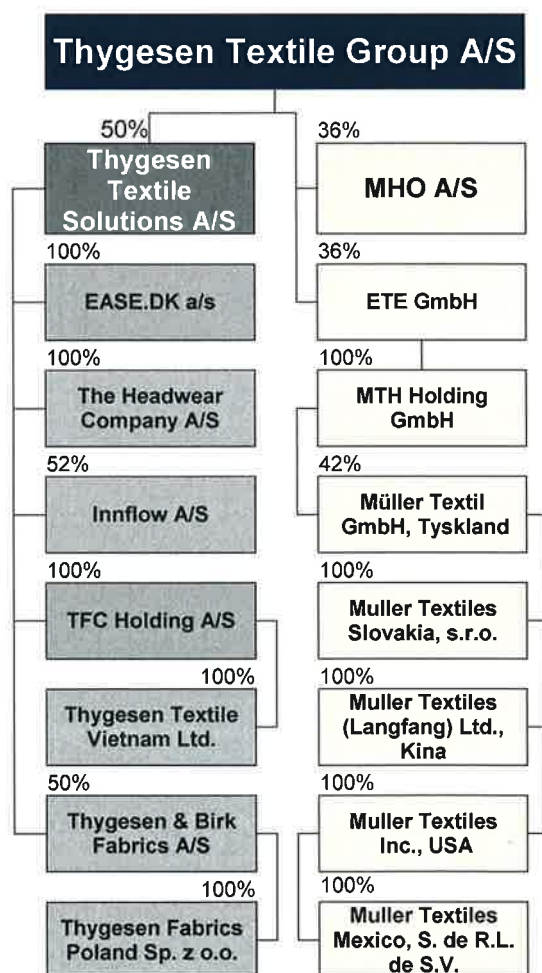 Thygesen Textile Group A/S
50%
Thygesen
Textile
Solutions A/S
100%
EASE.DK a/s
100%
The Headwear
Company A/S
52%
Innflow A/S
100%
TFC Holding A/S
100%
Thygesen Textile
Vietnam Ltd.
50%
Thygesen & Birk
Fabrics A/S
100%
Thygesen Fabrics
Poland Sp. z o.o.
36%
MHO A/S
36%
ETE GmbH
100%
MTH Holding
GmbH
42%
Müller Textil
GmbH, Tyskland
100%
Muller Textiles
Slovakia, s.r.o.
100%
Muller Textiles
(Langfang) Ltd.,
Kina
100%
Muller Textiles
Inc., USA
100%
Muller Textiles
Mexico, S. de R.L.
de S.V.